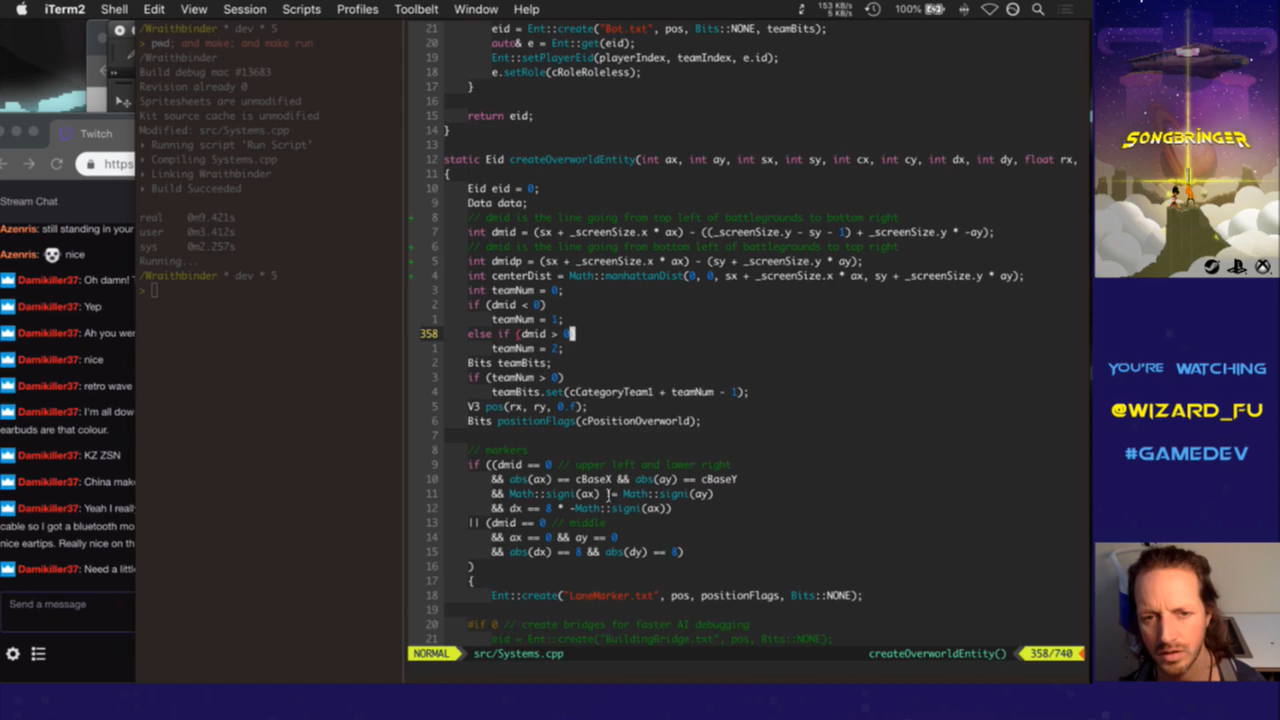 iTerm2 Shell Edit View Session Scripts Profiles Toolbelt Window Help
153 KB
5 KB
100%
/Wraithbinder * dev * 5
> pwd; and make; and make run
/Wraithbinder
Build debug mac #13683
Revision already 0
Spritesheets are unmodified
Kit source cache is unmodified
Modified: src/Systems.cpp
Running script 'Run Script'
Compiling Systems.cpp
Linking Wraithbinder
Build Succeeded
real 0m9.421s
user 0m3.412s
sys 0m2.257s
Running...
/Wraithbinder * dev * 5
>
Twitch
https
Stream Chat
Azenris: still standing in your
Azenris: nice
Damikiller37: Oh damn!
Damikiller37: Yep
Damikiller37: Ah you wer
Damikiller37: nice
Damikiller37: retro wave
Damikiller37: I'm all dow
earbuds are that colour.
Damikiller37: KZ ZSN
Damikiller37: China make
Damikiller37: Yeah I reall
cable so I got a bluetooth mo
nice eartips. Really nice on th
Damikiller37: Need a little
Send a message
21 eid = Ent::create("Bot.txt", pos, Bits::NONE, teamBits);
20 auto& e = Ent::get(eid);
19 Ent::setPlayerEid(playerIndex, teamIndex, e.id);
18 e.setRole(cRoleRoleless);
17 }
16
15 return eid;
14 }
13
12 static Eid createOverworldEntity(int ax, int ay, int sx, int sy, int cx, int cy, int dx, int dy, float rx,
11 {
10 Eid eid = 0;
9 Data data;
+ 8 // dmid is the line going from top left of battlegrounds to bottom right
7 int dmid = (sx + _screenSize.x * ax) - ((_screenSize.y - sy - 1) + _screenSize.y * -ay);
+ 6 // dmid is the line going from bottom left of battlegrounds to top right
+ 5 int dmidp = (sx + _screenSize.x * ax) - (sy + _screenSize.y * ay);
+ 4 int centerDist = Math::manhattanDist(0, 0, sx + _screenSize.x * ax, sy + _screenSize.y * ay);
3 int teamNum = 0;
2 if (dmid < 0)
1 teamNum = 1;
358 else if (dmid > 0)
1 teamNum = 2;
2 Bits teamBits;
3 if (teamNum > 0)
4 teamBits.set(cCategoryTeam1 + teamNum - 1);
5 V3 pos(rx, ry, 0.f);
6 Bits positionFlags(cPositionOverworld);
7
8 // markers
9 if ((dmid == 0 // upper left and lower right
10 && abs(ax) == cBaseX && abs(ay) == cBaseY
11 && Math::signi(ax) != Math::signi(ay)
12 && dx == 8 * -Math::signi(ax))
13 || (dmid == 0 // middle
14 && ax == 0 && ay == 0
15 && abs(dx) == 8 && abs(dy) == 8)
16 )
17 {
18 Ent::create("LaneMarker.txt", pos, positionFlags, Bits::NONE);
19
20 #if 0 // create bridges for faster AI debugging
21 eid = Ent::create("BuildingBridge.txt", pos, Bits::NONE);
NORMAL src/Systems.cpp createOverworldEntity() 358/740
SONGBRINGER
YOU'RE WATCHING
@WIZARD_FU
#GAMEDEV